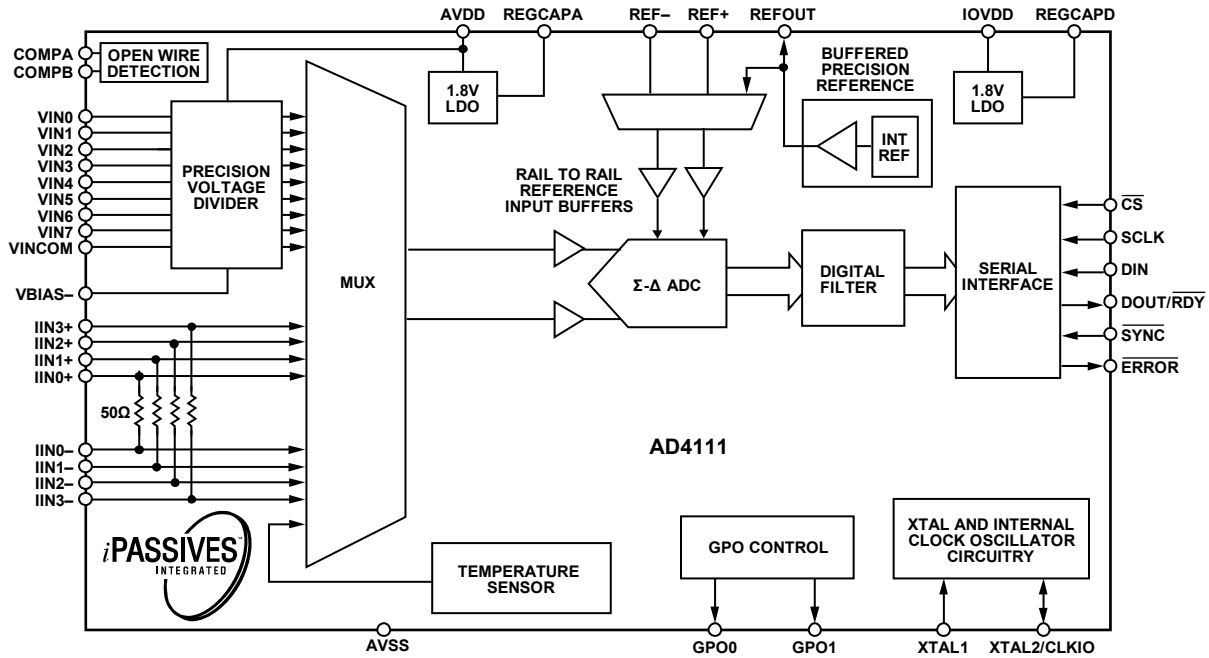 AVDD REGCAPA REF– REF+ REFOUT IOVDD REGCAPD
COMPA
COMPB
OPEN WIRE
DETECTION
1.8V
LDO
BUFFERED
PRECISION
REFERENCE
INT
REF
1.8V
LDO
VIN0
VIN1
VIN2
VIN3
VIN4
VIN5
VIN6
VIN7
VINCOM
VBIAS–
PRECISION
VOLTAGE
DIVIDER
MUX
RAIL TO RAIL
REFERENCE
INPUT BUFFERS
Σ-Δ ADC
DIGITAL
FILTER
SERIAL
INTERFACE
CS
SCLK
DIN
DOUT/RDY
SYNC
ERROR
IIN3+
IIN2+
IIN1+
IIN0+
50Ω
IIN0–
IIN1–
IIN2–
IIN3–
AD4111
iPASSIVES™
INTEGRATED
TEMPERATURE
SENSOR
GPO CONTROL
XTAL AND INTERNAL
CLOCK OSCILLATOR
CIRCUITRY
AVSS GPO0 GPO1 XTAL1 XTAL2/CLKIO